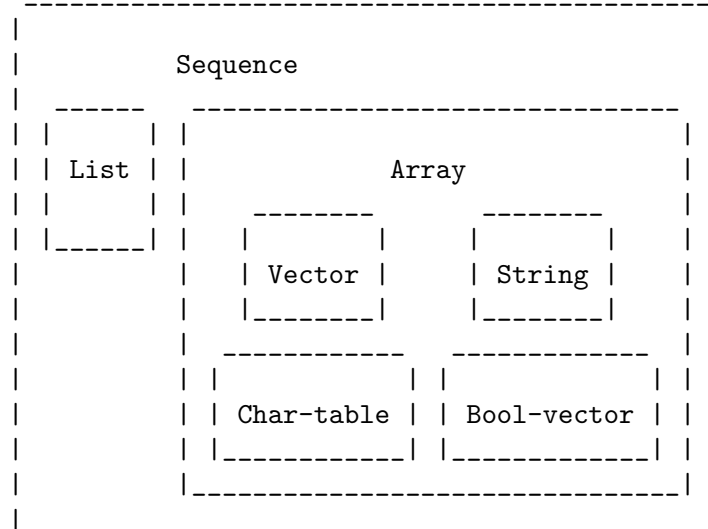 Sequence
List Array
Vector String
Char-table Bool-vector